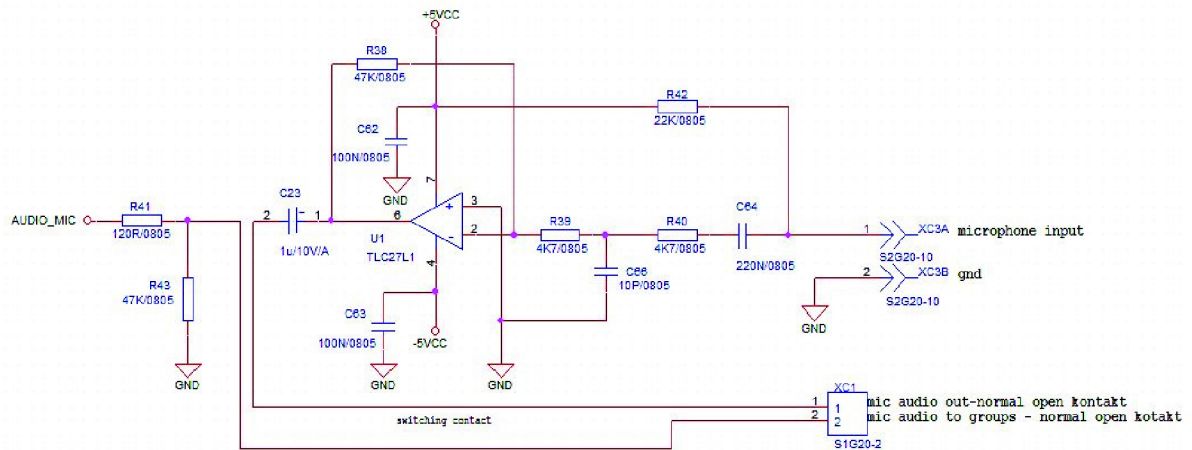 +5VCC
R38
47K/0805
R42
22K/0805
C62
100N/0805
GND
7
+
3
2
-
6
4
U1
TLC27L1
C23
2
1
1u/10V/A
AUDIO_MIC
R41
120R/0805
R43
47K/0805
GND
R39
4K7/0805
R40
4K7/0805
C64
220N/0805
C66
10P/0805
1
XC3A microphone input
S2G20-10
2
XC3B gnd
S2G20-10
GND
C63
100N/0805
-5VCC
GND
GND
XC1
1 1 mic audio out-normal open kontakt
2 2 mic audio to groups - normal open kotakt
switching contact
S1G20-2